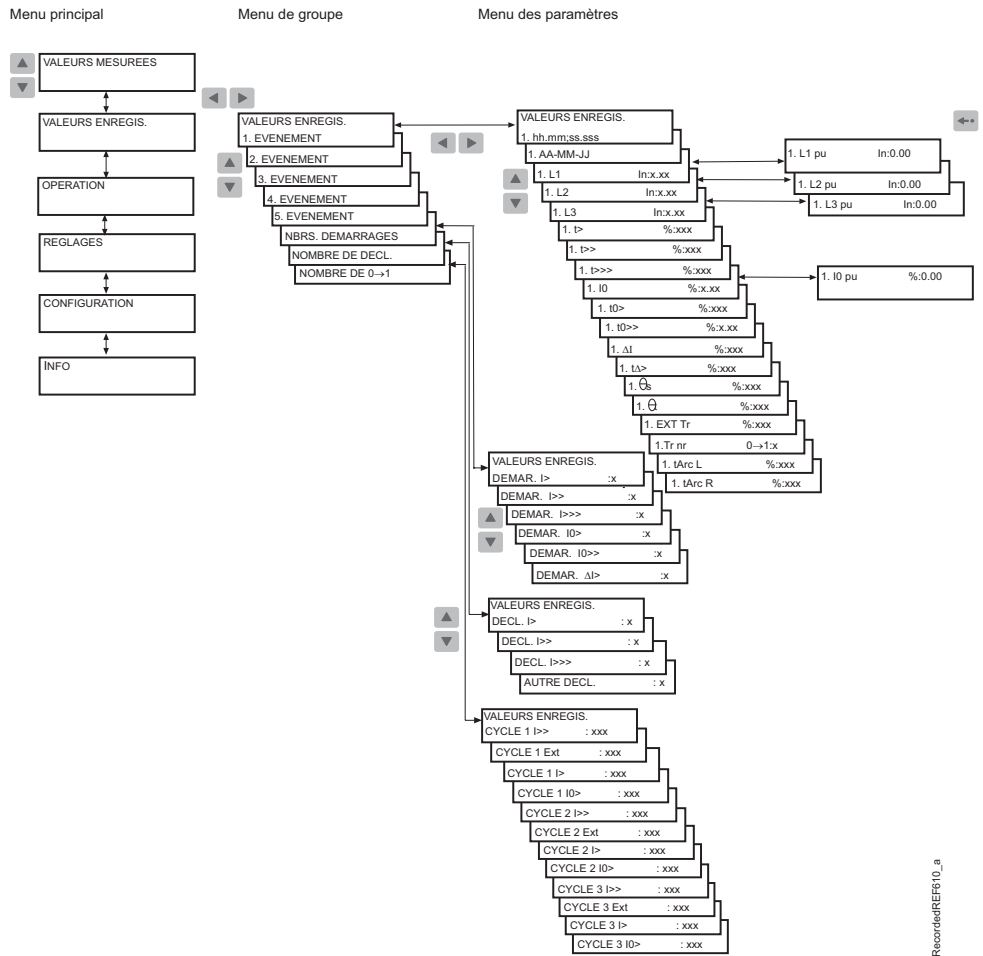 Menu principal
Menu de groupe
Menu des paramètres
VALEURS MESUREES
VALEURS ENREGIS.
OPERATION
REGLAGES
CONFIGURATION
INFO
VALEURS ENREGIS.
1. EVENEMENT
2. EVENEMENT
3. EVENEMENT
4. EVENEMENT
5. EVENEMENT
NBRS. DEMARRAGES
NOMBRE DE DECL.
NOMBRE DE 0→1
VALEURS ENREGIS.
1. hh.mm;ss.sss
1. AA-MM-JJ
1. L1 In:x.xx
1. L2 In:x.xx
1. L3 In:x.xx
1. t> %:xxx
1. t>> %:xxx
1. t>>> %:xxx
1. I0 %:x.xx
1. t0> %:xxx
1. t0>> %:x.xx
1. ΔI %:xxx
1. tΔ> %:xxx
1. θs %:xxx
1. θt %:xxx
1. EXT Tr %:xxx
1.Tr nr 0→1:x
1. tArc L %:xxx
1. tArc R %:xxx
1. L1 pu In:0.00
1. L2 pu In:0.00
1. L3 pu In:0.00
1. I0 pu %:0.00
VALEURS ENREGIS.
DEMAR. I> :x
DEMAR. I>> :x
DEMAR. I>>> :x
DEMAR. I0> :x
DEMAR. I0>> :x
DEMAR. ΔI> :x
VALEURS ENREGIS.
DECL. I> : x
DECL. I>> : x
DECL. I>>> : x
AUTRE DECL. : x
VALEURS ENREGIS.
CYCLE 1 I>> : xxx
CYCLE 1 Ext : xxx
CYCLE 1 I> : xxx
CYCLE 1 I0> : xxx
CYCLE 2 I>> : xxx
CYCLE 2 Ext : xxx
CYCLE 2 I> : xxx
CYCLE 2 I0> : xxx
CYCLE 3 I>> : xxx
CYCLE 3 Ext : xxx
CYCLE 3 I> : xxx
CYCLE 3 I0> : xxx
RecordedREF610_a